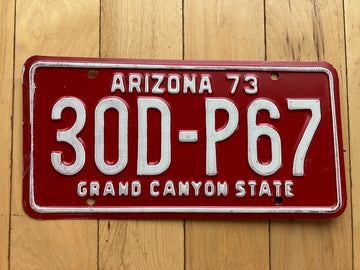 ARIZONA 73
30D-P67
GRAND CANYON STATE